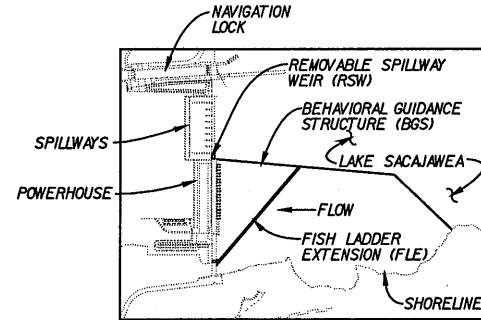 NAVIGATION
LOCK
REMOVABLE SPILLWAY
WEIR (RSW)
BEHAVIORAL GUIDANCE
STRUCTURE (BGS)
SPILLWAYS
LAKE SACAJAWEA
POWERHOUSE
FLOW
FISH LADDER
EXTENSION (FLE)
SHORELINE